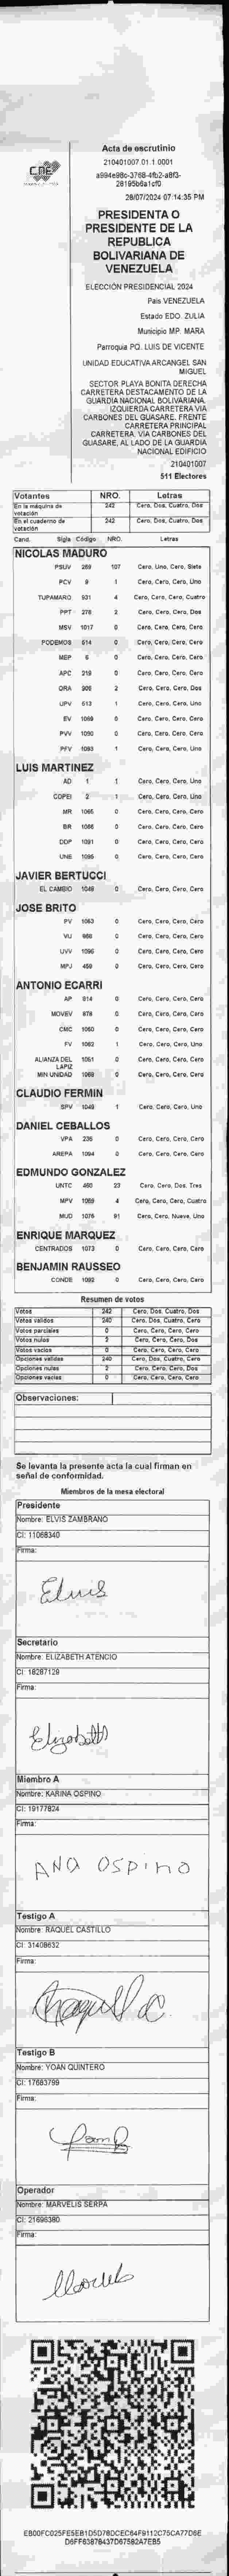 CNE
Acta de escrutinio
210401007.01.1.0001
28/07/2024 07:14:35 PM
PRESIDENTA O
PRESIDENTE DE LA
REPUBLICA
BOLIVARIANA DE
VENEZUELA
ELECCIÓN PRESIDENCIAL 2024
País VENEZUELA
Estado EDO. ZULIA
Municipio MP. MARA
Parroquia PQ. LUIS DE VICENTE
UNIDAD EDUCATIVA ARCANGEL SAN
MIGUEL
SECTOR PLAYA BONITA DERECHA
CARRETERA DESTACAMENTO DE LA
GUARDIA NACIONAL BOLIVARIANA.
IZQUIERDA CARRETERA VIA
CARBONES DEL GUASARE. FRENTE
CARRETERA PRINCIPAL
CARRETERA, VIA CARBONES DEL
GUASARE, AL LADO DE LA GUARDIA
NACIONAL EDIFICIO
210401007
511 Electores
Votantes NRO. Letras
En la máquina de votación 242 Cero, Dos, Cuatro, Dos
En el cuaderno de votación 242 Cero, Dos, Cuatro, Dos
Cand. Sigla Código NRO. Letras
NICOLAS MADURO
PSUV 269 107 Cero, Uno, Cero, Siete
PCV 9 1 Cero, Cero, Cero, Uno
TUPAMARO 931 4 Cero, Cero, Cero, Cuatro
PPT 278 2 Cero, Cero, Cero, Dos
MSV 1017 0 Cero, Cero, Cero, Cero
PODEMOS 514 0 Cero, Cero, Cero, Cero
MEP 6 0 Cero, Cero, Cero, Cero
APC 219 0 Cero, Cero, Cero, Cero
ORA 906 2 Cero, Cero, Cero, Dos
UPV 513 1 Cero, Cero, Cero, Uno
EV 1069 0 Cero, Cero, Cero, Cero
PVV 1090 0 Cero, Cero, Cero, Cero
PFV 1093 1 Cero, Cero, Cero, Uno
LUIS MARTINEZ
AD 1 1 Cero, Cero, Cero, Uno
COPEI 2 1 Cero, Cero, Cero, Uno
MR 1065 0 Cero, Cero, Cero, Cero
BR 1066 0 Cero, Cero, Cero, Cero
DDP 1091 0 Cero, Cero, Cero, Cero
UNE 1095 0 Cero, Cero, Cero, Cero
JAVIER BERTUCCI
EL CAMBIO 1048 0 Cero, Cero, Cero, Cero
JOSE BRITO
PV 1063 0 Cero, Cero, Cero, Cero
VU 968 0 Cero, Cero, Cero, Cero
UVV 1096 0 Cero, Cero, Cero, Cero
MPJ 459 0 Cero, Cero, Cero, Cero
ANTONIO ECARRI
AP 914 0 Cero, Cero, Cero, Cero
MOVEV 978 0 Cero, Cero, Cero, Cero
CMC 1060 0 Cero, Cero, Cero, Cero
FV 1062 1 Cero, Cero, Cero, Uno
ALIANZA DEL LAPIZ 1061 0 Cero, Cero, Cero, Cero
MIN UNIDAD 1068 0 Cero, Cero, Cero, Cero
CLAUDIO FERMIN
SPV 1049 1 Cero, Cero, Cero, Uno
DANIEL CEBALLOS
VPA 236 0 Cero, Cero, Cero, Cero
AREPA 1094 0 Cero, Cero, Cero, Cero
EDMUNDO GONZALEZ
UNTC 460 23 Cero, Cero, Dos, Tres
MPV 1069 4 Cero, Cero, Cero, Cuatro
MUD 1076 91 Cero, Cero, Nueve, Uno
ENRIQUE MARQUEZ
CENTRADOS 1073 0 Cero, Cero, Cero, Cero
BENJAMIN RAUSSEO
CONDE 1092 0 Cero, Cero, Cero, Cero
Resumen de votos
Votos 242 Cero, Dos, Cuatro, Dos
Votos válidos 240 Cero, Dos, Cuatro, Cero
Votos parciales 0 Cero, Cero, Cero, Cero
Votos nulos 2 Cero, Cero, Cero, Dos
Votos vacíos 0 Cero, Cero, Cero, Cero
Opciones válidas 240 Cero, Dos, Cuatro, Cero
Opciones nulas 2 Cero, Cero, Cero, Dos
Opciones vacías 0 Cero, Cero, Cero, Cero
Observaciones:
Se levanta la presente acta la cual firman en
señal de conformidad.
Miembros de la mesa electoral
Presidente
Nombre: ELVIS ZAMBRANO
CI: 11068340
Firma:
Elvis
Secretario
Nombre: ELIZABETH ATENCIO
CI: 18287129
Firma:
Elizabeth
Miembro A
Nombre: KARINA OSPINO
CI: 19177824
Firma:
ANA OSPINO
Testigo A
Nombre: RAQUEL CASTILLO
CI: 31408632
Firma:
Raquel C.
Testigo B
Nombre: YOAN QUINTERO
CI: 17683799
Firma:
Operador
Nombre: MARVELIS SERPA
CI: 21696380
Firma: